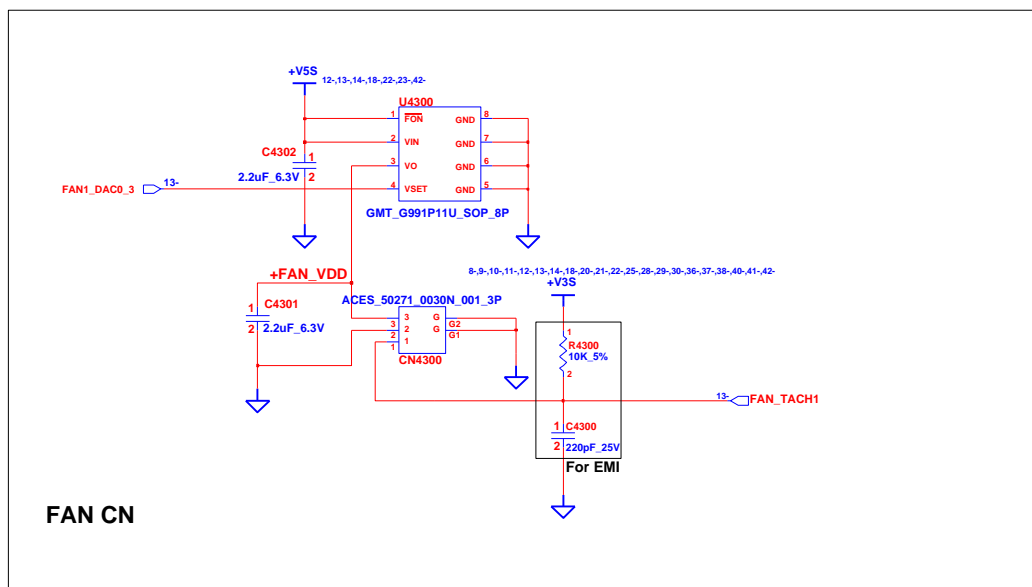 +V5S
12-,13-,14-,18-,22-,23-,42-
U4300
1 FON GND 8
2 VIN GND 7
3 VO GND 6
4 VSET GND 5
C4302
1
2
2.2uF_6.3V
FAN1_DAC0_3
13-
GMT_G991P11U_SOP_8P
+FAN_VDD
8-,9-,10-,11-,12-,13-,14-,18-,20-,21-,22-,25-,28-,29-,30-,36-,37-,38-,40-,41-,42-
+V3S
ACES_50271_0030N_001_3P
C4301
1
2
2.2uF_6.3V
3 3 G G2
2 2 G G1
1 1
CN4300
1
R4300
10K_5%
2
13-
FAN_TACH1
C4300
1
2
220pF_25V
For EMI
FAN CN